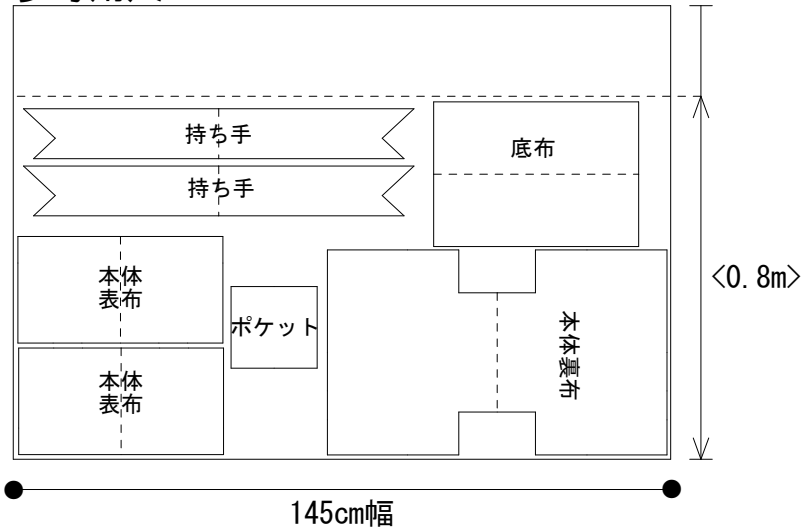 持ち手
底布
持ち手
本体
表布
<0.8m>
ポケット
本体裏布
本体
表布
145cm幅